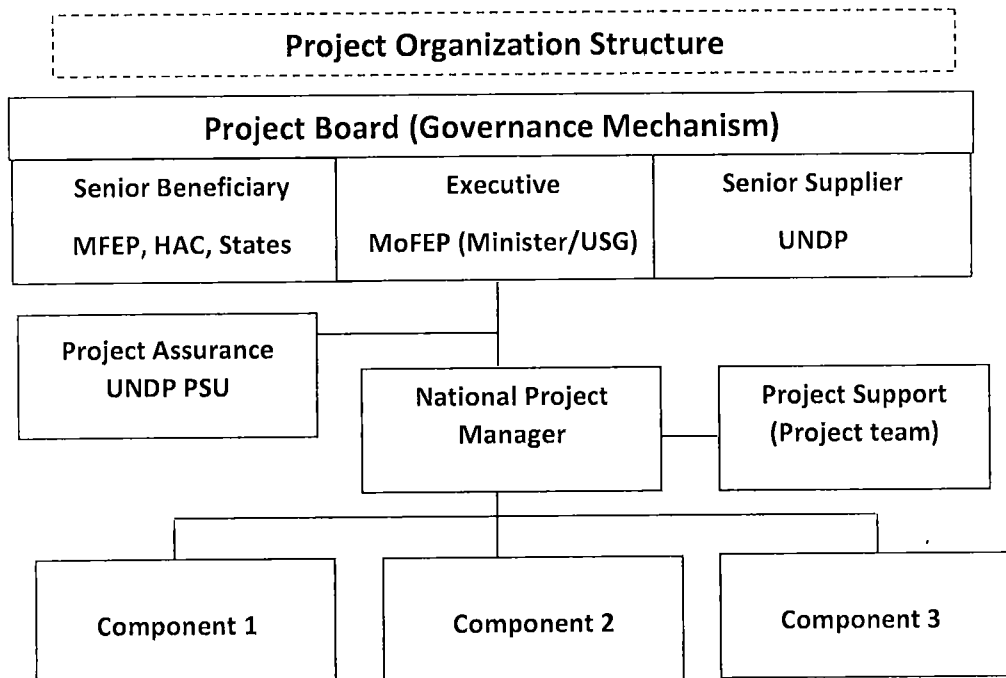 Project Organization Structure
Project Board (Governance Mechanism)
Senior Beneficiary
MFEP, HAC, States
Executive
MoFEP (Minister/USG)
Senior Supplier
UNDP
Project Assurance
UNDP PSU
National Project
Manager
Project Support
(Project team)
Component 1
Component 2
Component 3